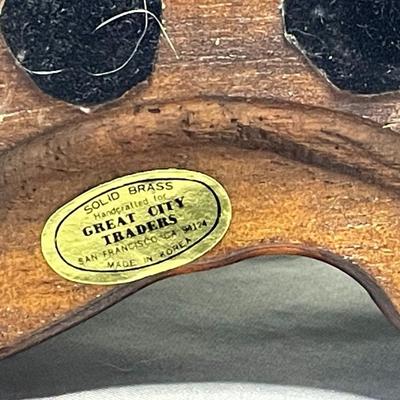 SOLID BRASS
Handcrafted for
GREAT CITY
TRADERS
SAN FRANCISCO CA 94124
MADE IN KOREA